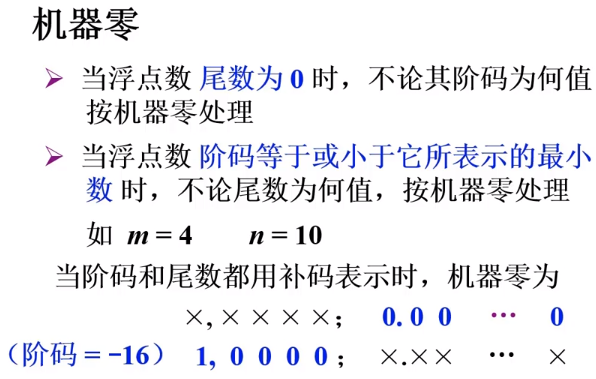 机器零
➢ 当浮点数 尾数为 0 时，不论其阶码为何值
按机器零处理
➢ 当浮点数 阶码等于或小于它所表示的最小
数 时，不论尾数为何值，按机器零处理
如 m = 4 n = 10
当阶码和尾数都用补码表示时，机器零为
×, × × × ×; 0. 0 0 ··· 0
（阶码 = -16） 1, 0 0 0 0; ×.×× ··· ×